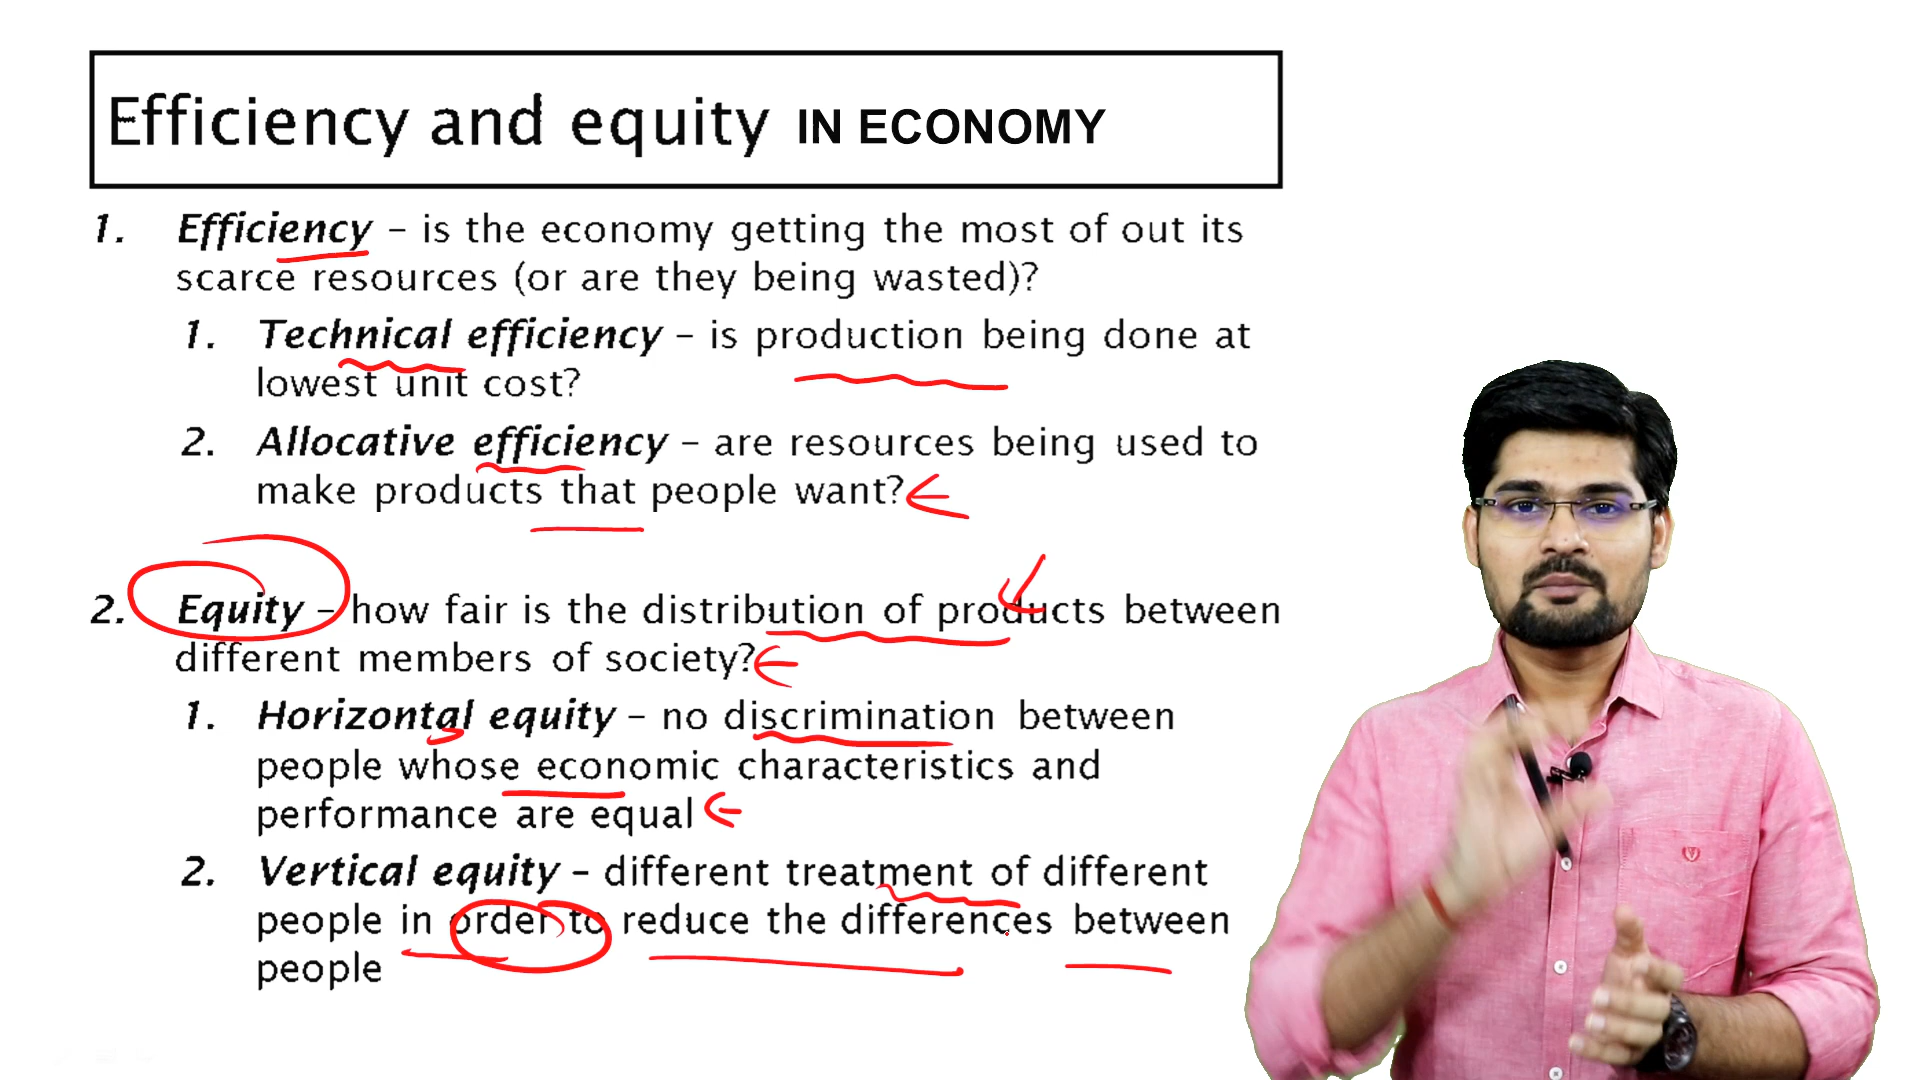 Efficiency and equity IN ECONOMY
1. Efficiency – is the economy getting the most of out its
scarce resources (or are they being wasted)?
1. Technical efficiency – is production being done at
lowest unit cost?
2. Allocative efficiency – are resources being used to
make products that people want?
2. Equity – how fair is the distribution of products between
different members of society?
1. Horizontal equity – no discrimination between
people whose economic characteristics and
performance are equal
2. Vertical equity – different treatment of different
people in order to reduce the differences between
people